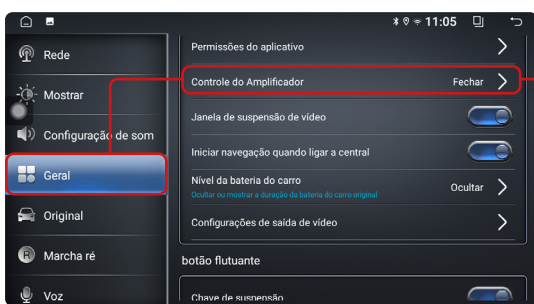 11:05
Rede
Mostrar
Configuração de som
Geral
Original
R Marcha ré
Voz
Permissões do aplicativo
Controle do Amplificador Fechar
Janela de suspensão de vídeo
Iniciar navegação quando ligar a central
Nível da bateria do carro Ocultar
Ocultar ou mostrar a duração da bateria do carro original
Configurações de saída de vídeo
botão flutuante
Chave de suspensão